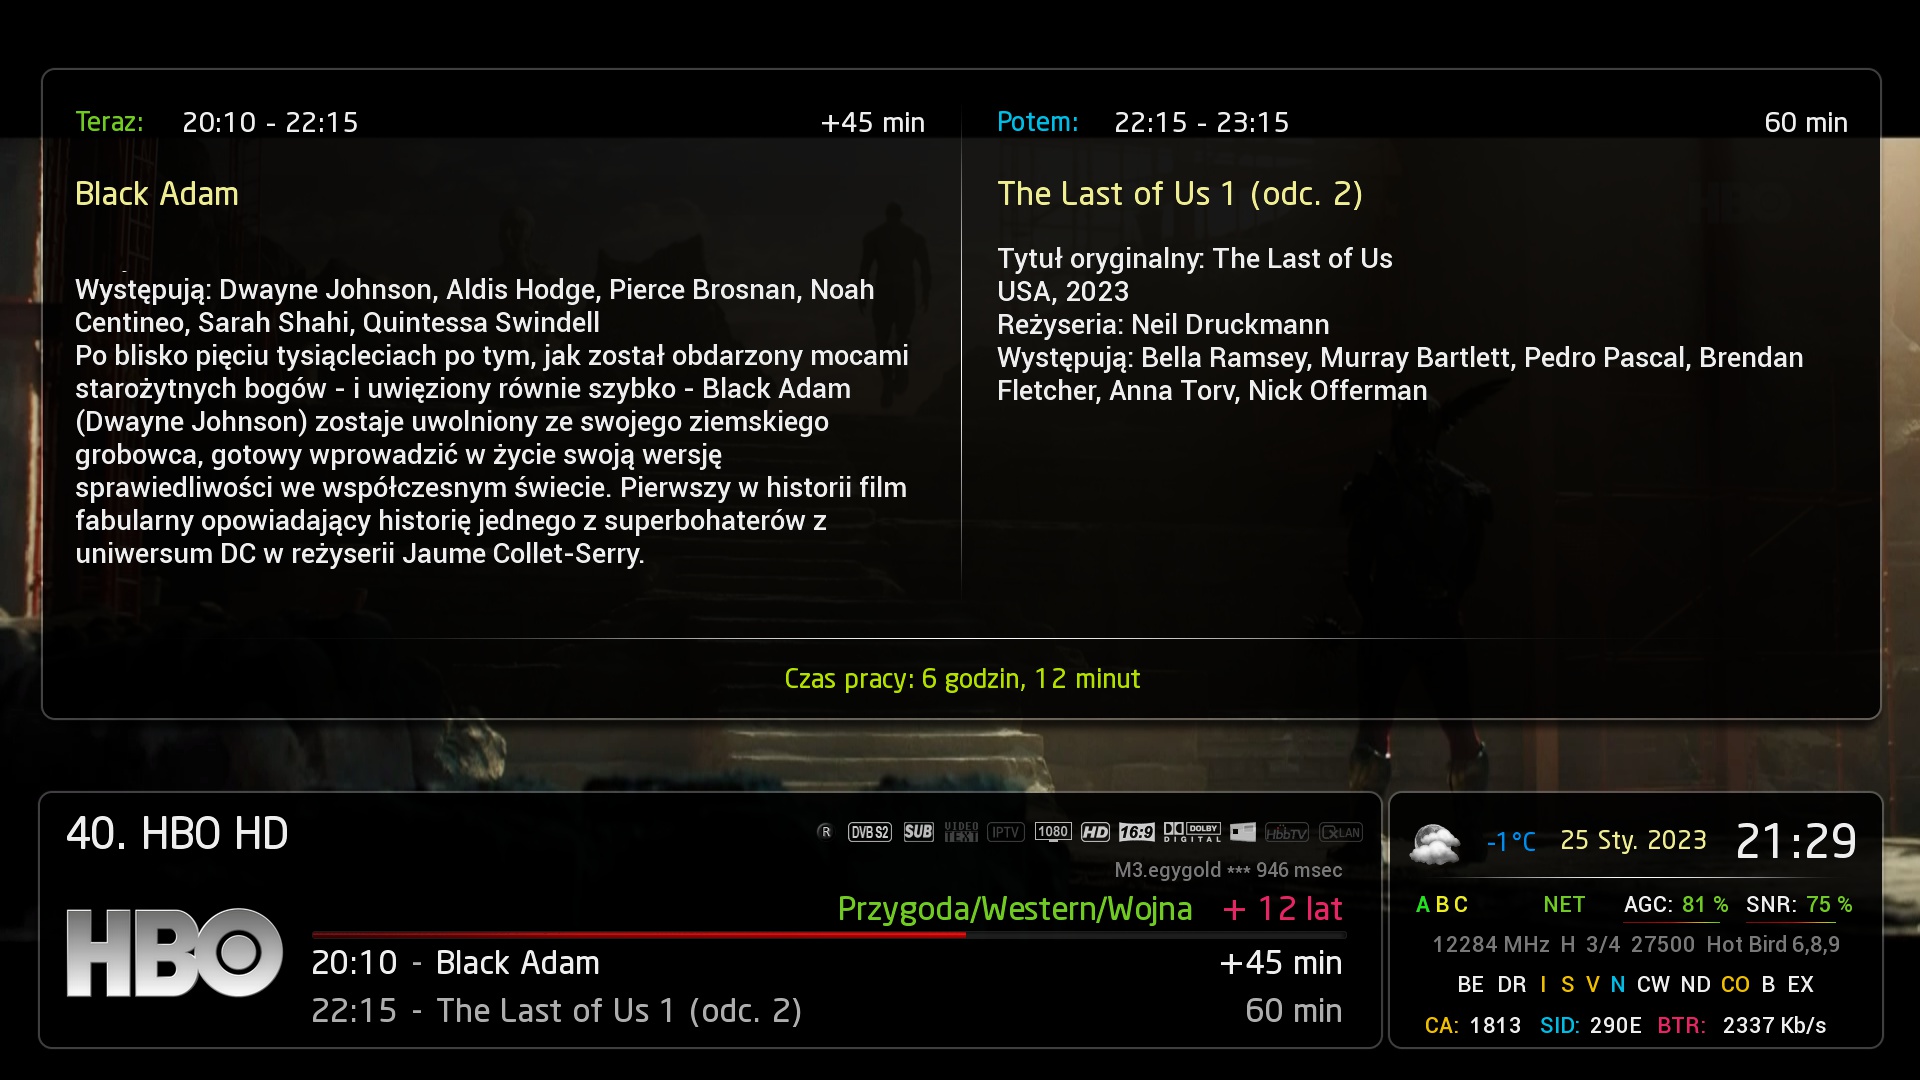 Teraz: 20:10 - 22:15 +45 min
Black Adam
Występują: Dwayne Johnson, Aldis Hodge, Pierce Brosnan, Noah
Centineo, Sarah Shahi, Quintessa Swindell
Po blisko pięciu tysiącleciach po tym, jak został obdarzony mocami
starożytnych bogów - i uwięziony równie szybko - Black Adam
(Dwayne Johnson) zostaje uwolniony ze swojego ziemskiego
grobowca, gotowy wprowadzić w życie swoją wersję
sprawiedliwości we współczesnym świecie. Pierwszy w historii film
fabularny opowiadający historię jednego z superbohaterów z
uniwersum DC w reżyserii Jaume Collet-Serry.
Potem: 22:15 - 23:15 60 min
The Last of Us 1 (odc. 2)
Tytuł oryginalny: The Last of Us
USA, 2023
Reżyseria: Neil Druckmann
Występują: Bella Ramsey, Murray Bartlett, Pedro Pascal, Brendan
Fletcher, Anna Torv, Nick Offerman
Czas pracy: 6 godzin, 12 minut
40. HBO HD
R DVB S2 SUB VIDEO TEXT IPTV 1080 HD 16:9 DOLBY DIGITAL HbbTV CxLAN
M3.egygold *** 946 msec
Przygoda/Western/Wojna + 12 lat
HBO
20:10 - Black Adam +45 min
22:15 - The Last of Us 1 (odc. 2) 60 min
-1°C 25 Sty. 2023 21:29
A B C NET AGC: 81 % SNR: 75 %
12284 MHz H 3/4 27500 Hot Bird 6,8,9
BE DR I S V N CW ND CO B EX
CA: 1813 SID: 290E BTR: 2337 Kb/s